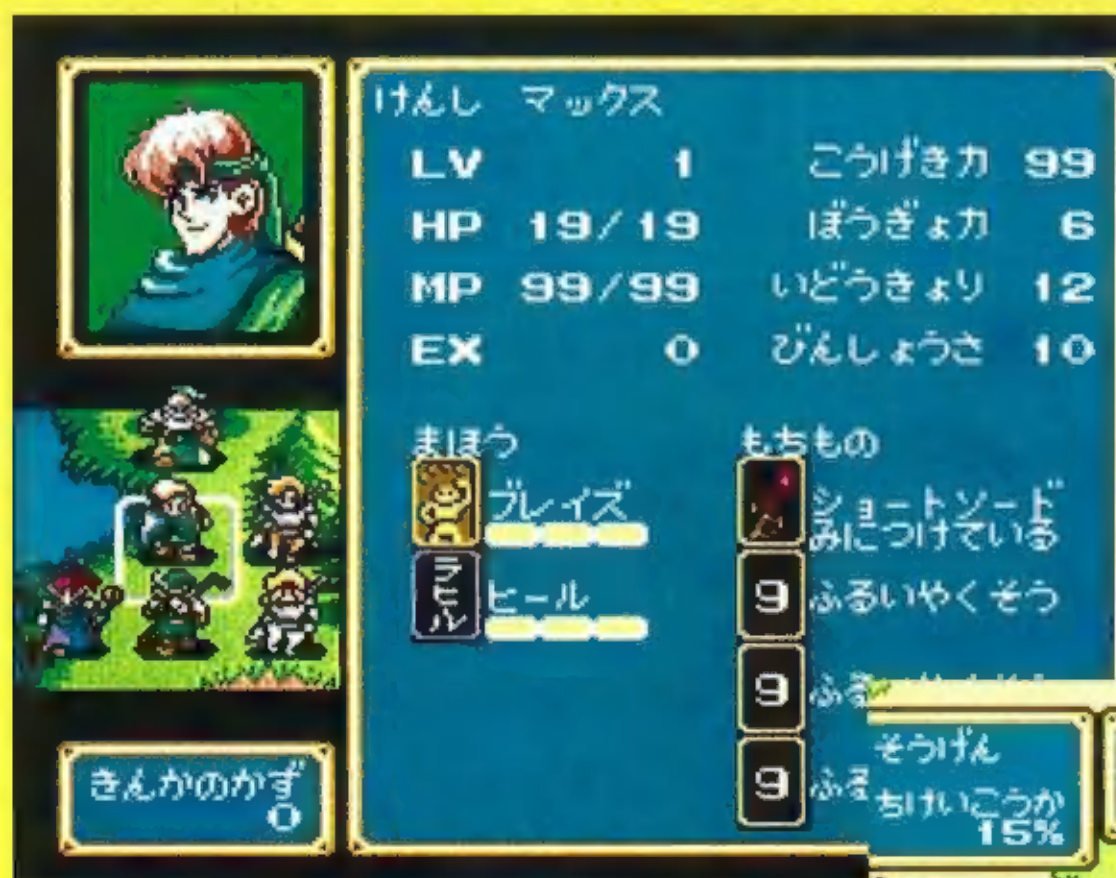 けんし マックス
LV 1 こうげき力 99
HP 19/19 ぼうぎょ力 6
MP 99/99 いどうきょり 12
EX 0 びんしょうさ 10
まほう もちもの
ブレイズ
ラヒル
ヒール
ショートソード
みにつけている
9 ふるいやくそう
9 ふる
9 ふる
きんかのかず
0
そうげん
ちけいこうか
15%